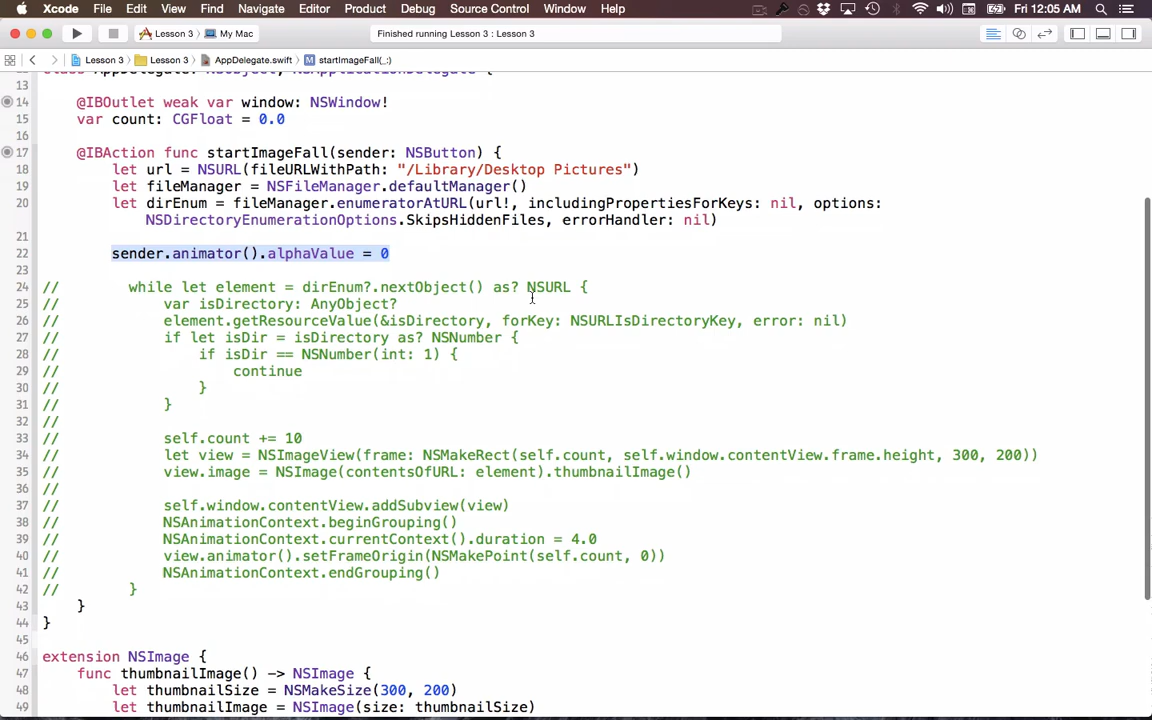 Xcode File Edit View Find Navigate Editor Product Debug Source Control Window Help Fri 12:05 AM
Lesson 3 My Mac Finished running Lesson 3 : Lesson 3
Lesson 3 Lesson 3 AppDelegate.swift M startImageFall(_:)
class AppDelegate: NSObject, NSApplicationDelegate {
13
14 @IBOutlet weak var window: NSWindow!
15 var count: CGFloat = 0.0
16
17 @IBAction func startImageFall(sender: NSButton) {
18 let url = NSURL(fileURLWithPath: "/Library/Desktop Pictures")
19 let fileManager = NSFileManager.defaultManager()
20 let dirEnum = fileManager.enumeratorAtURL(url!, includingPropertiesForKeys: nil, options:
NSDirectoryEnumerationOptions.SkipsHiddenFiles, errorHandler: nil)
21
22 sender.animator().alphaValue = 0
23
24 // while let element = dirEnum?.nextObject() as? NSURL {
25 // var isDirectory: AnyObject?
26 // element.getResourceValue(&isDirectory, forKey: NSURLIsDirectoryKey, error: nil)
27 // if let isDir = isDirectory as? NSNumber {
28 // if isDir == NSNumber(int: 1) {
29 // continue
30 // }
31 // }
32 //
33 // self.count += 10
34 // let view = NSImageView(frame: NSMakeRect(self.count, self.window.contentView.frame.height, 300, 200))
35 // view.image = NSImage(contentsOfURL: element).thumbnailImage()
36 //
37 // self.window.contentView.addSubview(view)
38 // NSAnimationContext.beginGrouping()
39 // NSAnimationContext.currentContext().duration = 4.0
40 // view.animator().setFrameOrigin(NSMakePoint(self.count, 0))
41 // NSAnimationContext.endGrouping()
42 // }
43 }
44 }
45
46 extension NSImage {
47 func thumbnailImage() -> NSImage {
48 let thumbnailSize = NSMakeSize(300, 200)
49 let thumbnailImage = NSImage(size: thumbnailSize)